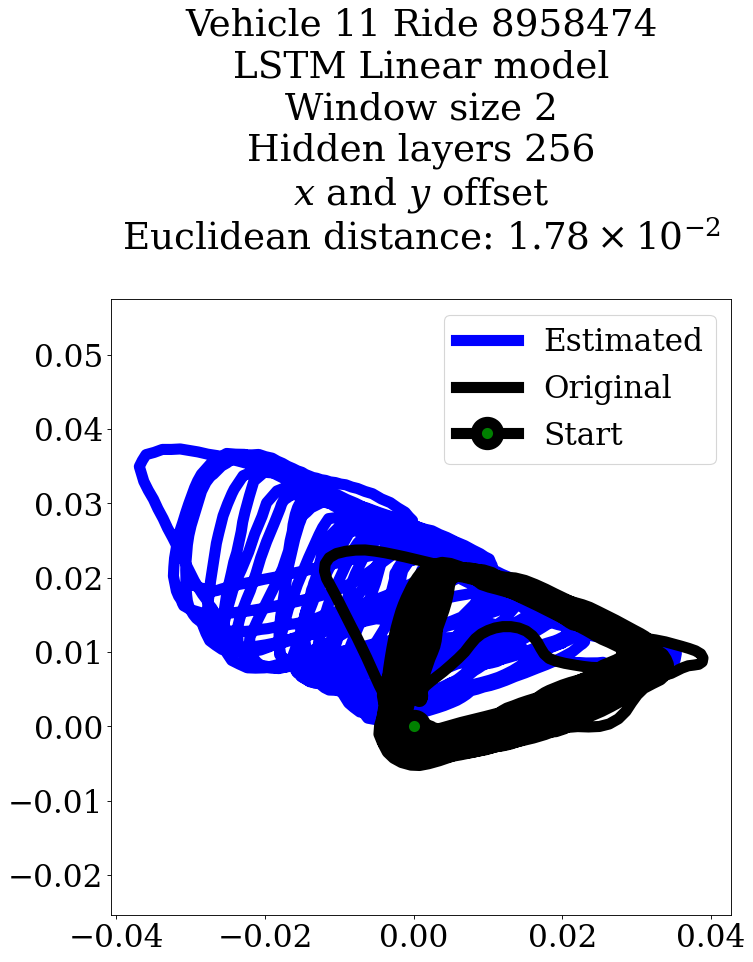 Vehicle 11 Ride 8958474
LSTM Linear model
Window size 2
Hidden layers 256
x and y offset
Euclidean distance: 1.78 × 10⁻²
Estimated
Original
Start
0.05
0.04
0.03
0.02
0.01
0.00
−0.01
−0.02
−0.04 −0.02 0.00 0.02 0.04